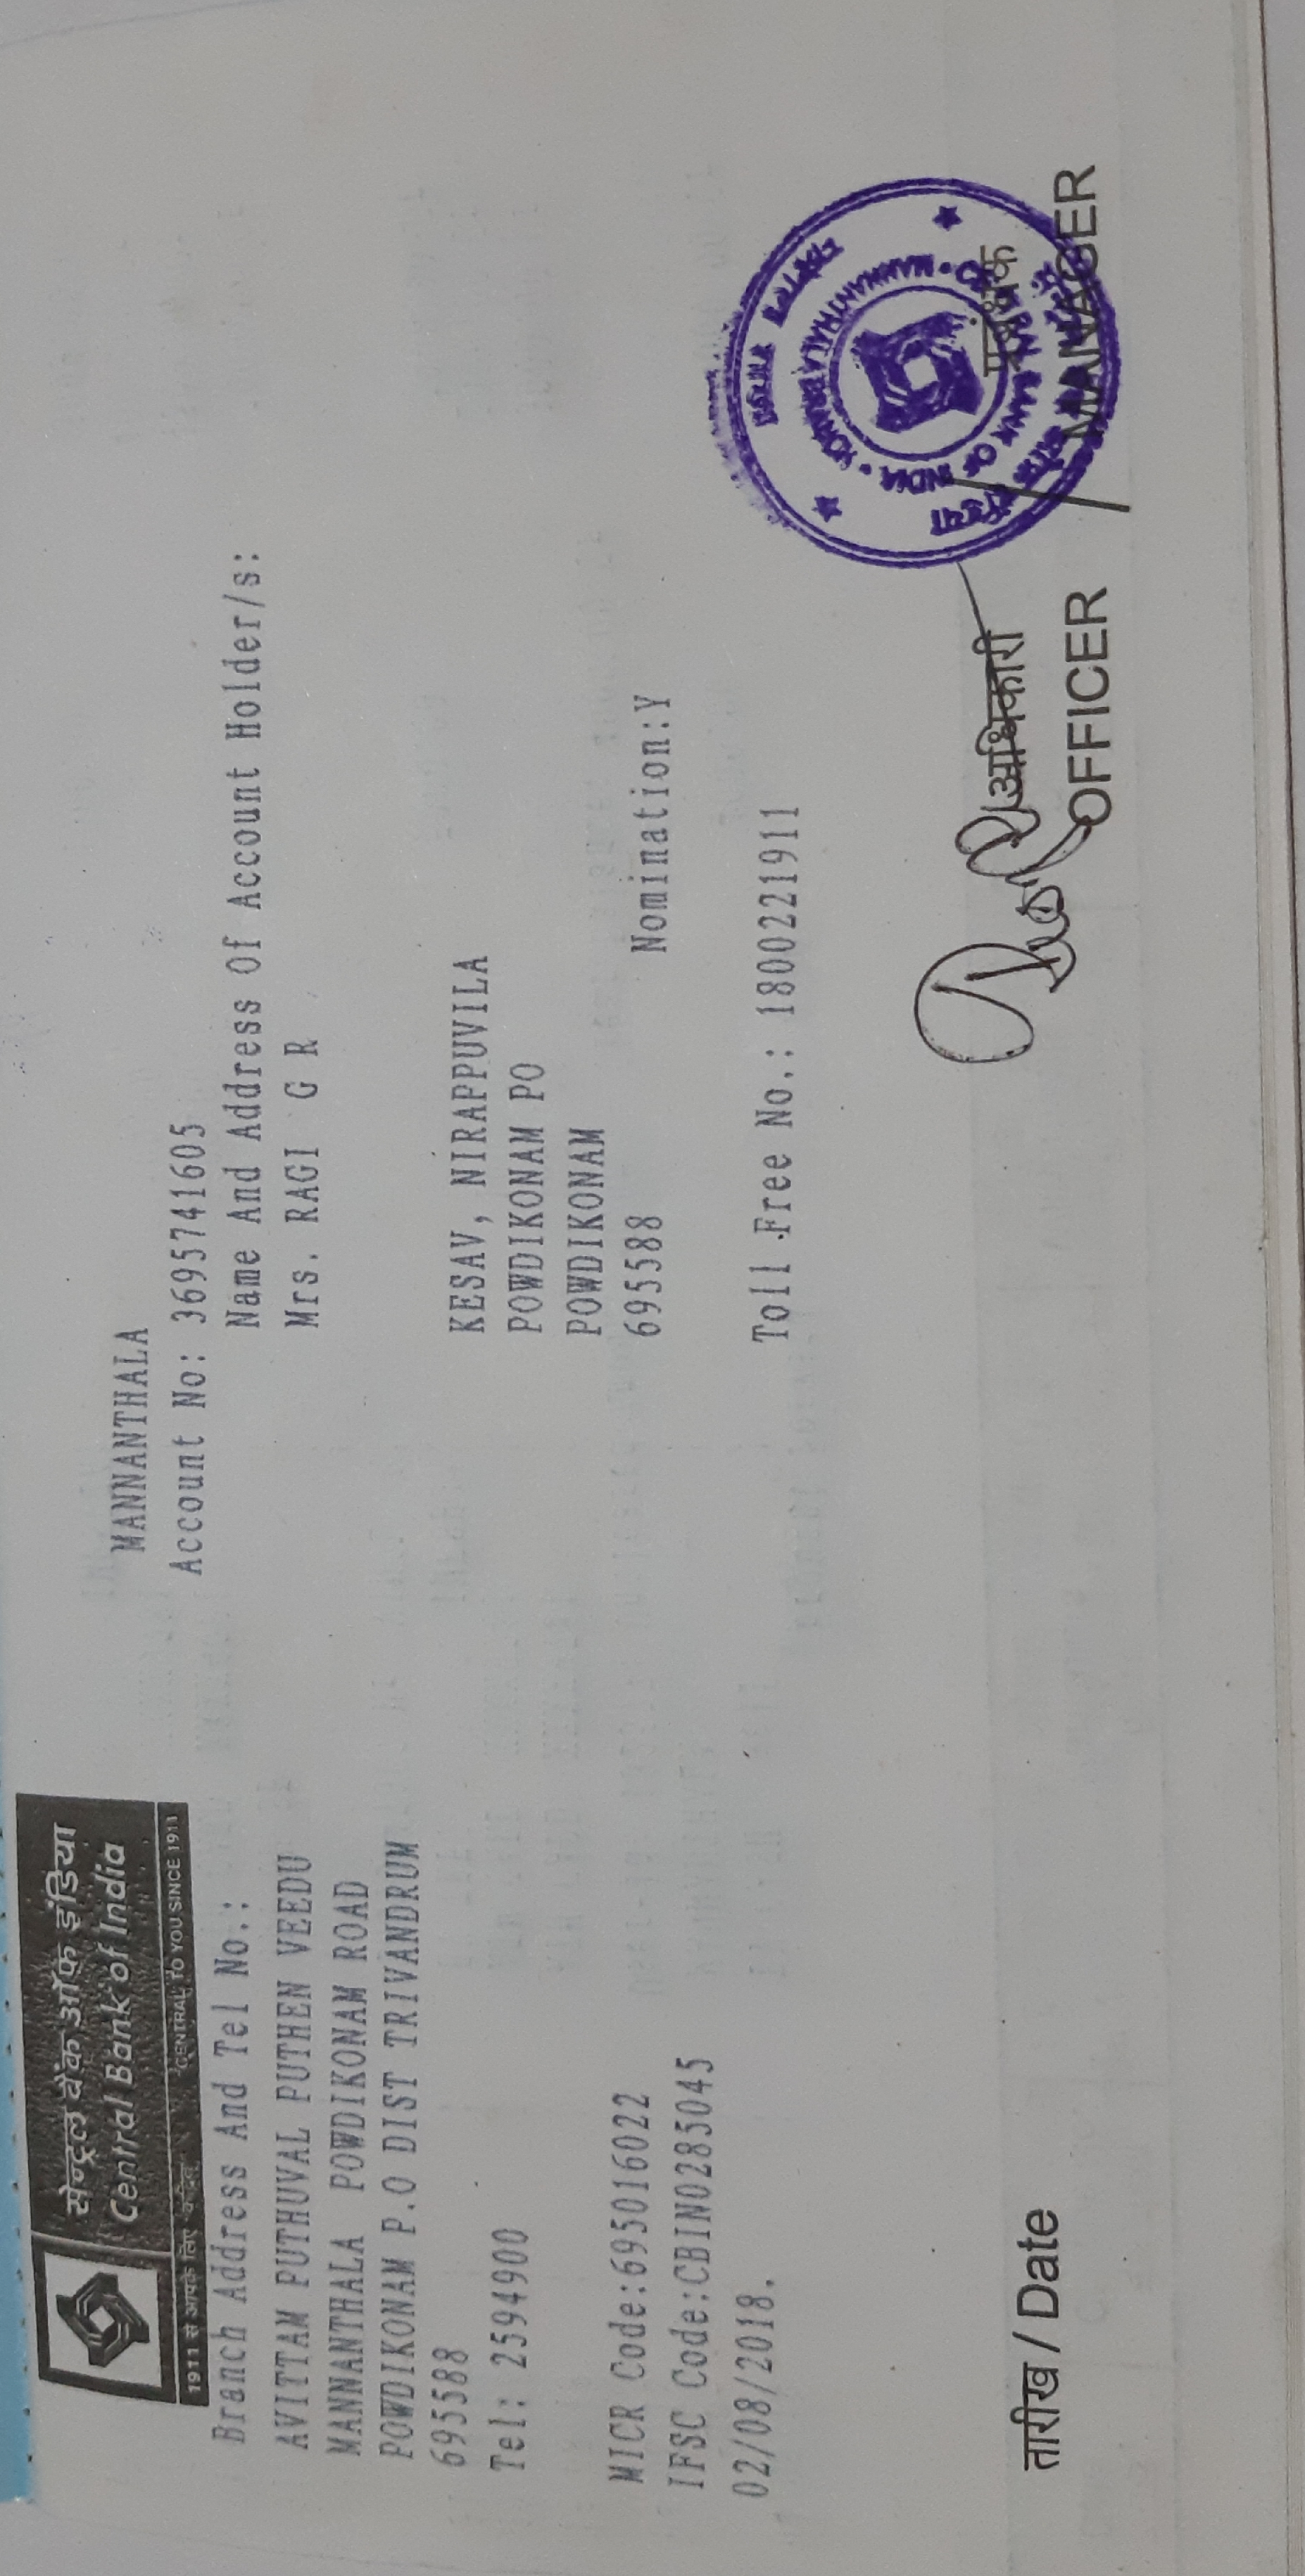 सेन्ट्रल बैंक ऑफ़ इंडिया
Central Bank of India
1911 से आपके लिए "केंद्रित" "CENTRAL" TO YOU SINCE 1911
Branch Address And Tel No.:
AVITTAM PUTHUVAL PUTHEN VEEDU
MANNANTHALA POWDIKONAM ROAD
POWDIKONAM P.O DIST TRIVANDRUM
695588
Tel: 2594900
MICR Code:695016022
IFSC Code:CBIN0285045
02/08/2018.
MANNANTHALA
Account No: 3695741605
Name And Address Of Account Holder/s:
Mrs. RAGI G R
KESAV, NIRAPPUVILA
POWDIKONAM PO
POWDIKONAM
695588 Nomination:Y
Toll Free No.: 1800221911
तारीख / Date
अधिकारी
OFFICER
प्रबंधक
MANAGER
MANNANTHALA BRANCH
CENTRAL BANK OF INDIA